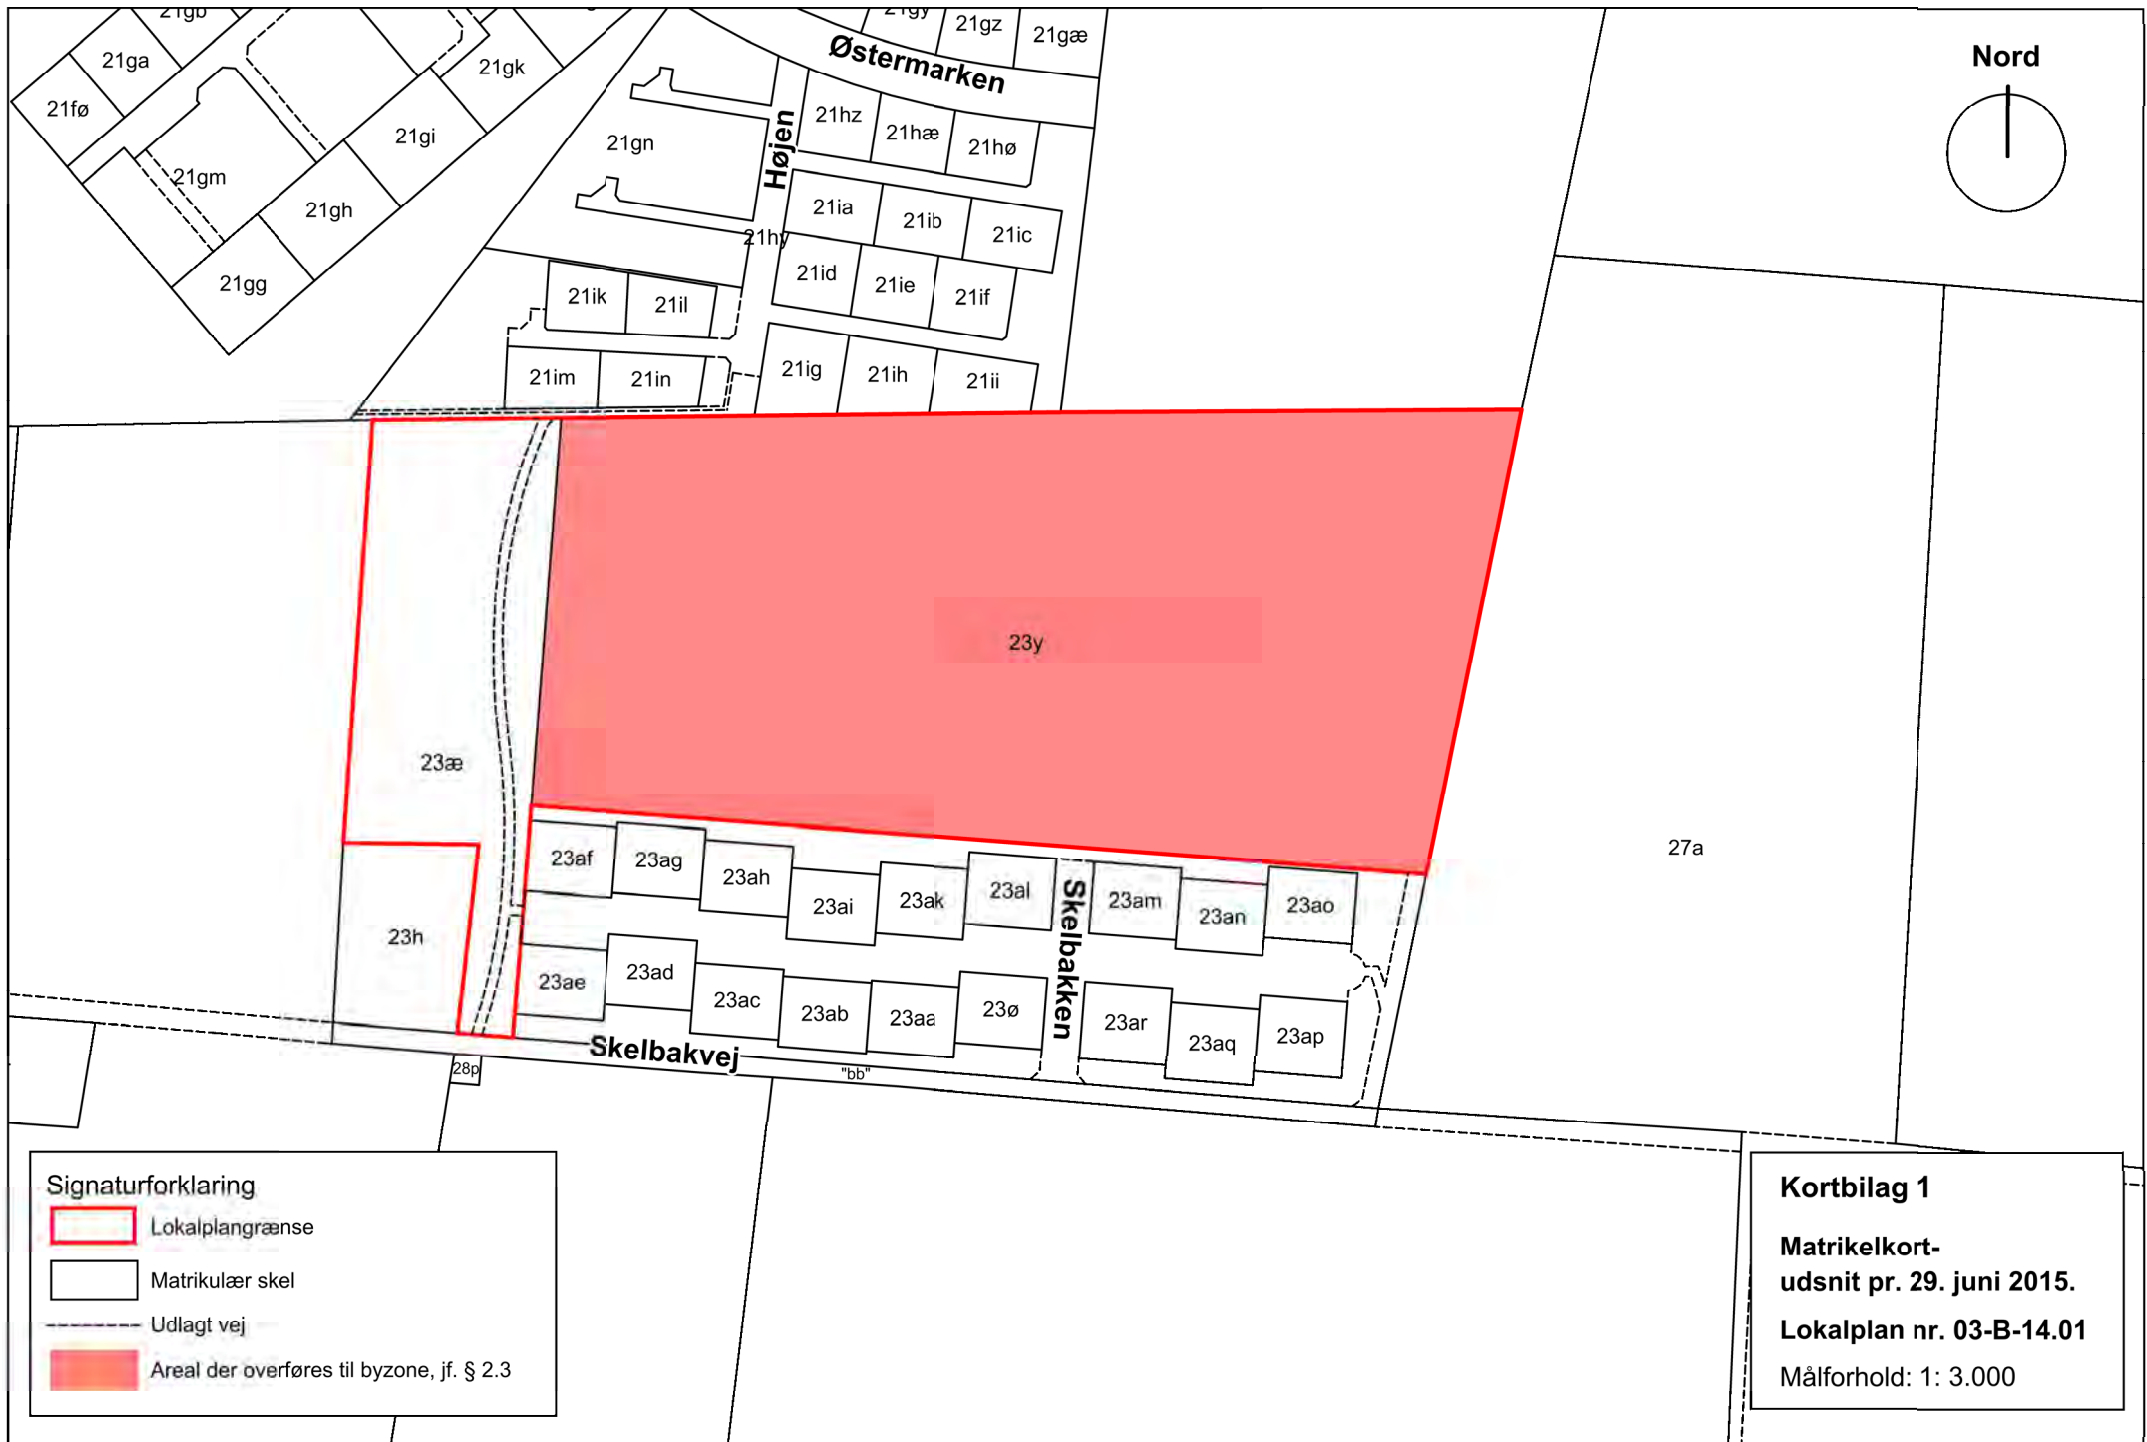 21gb
21gy
21gz
21gæ
Østermarken
Nord
21ga
21gk
21fø
21gi
21gn
Højen
21hz
21hæ
21hø
21gm
21gh
21ia
21ib
21ic
21hy
21gg
21id
21ie
21if
21ik
21il
21im
21in
21ig
21ih
21ii
23y
23æ
27a
23af
23ag
23ah
23ai
23ak
23al
Skelbakken
23am
23an
23ao
23h
23ae
23ad
23ac
23ab
23aa
23ø
23ar
23aq
23ap
Skelbakvej
28p
"bb"
Signaturforklaring
Lokalplangrænse
Matrikulær skel
Udlagt vej
Areal der overføres til byzone, jf. § 2.3
Kortbilag 1
Matrikelkort-
udsnit pr. 29. juni 2015.
Lokalplan nr. 03-B-14.01
Målforhold: 1: 3.000